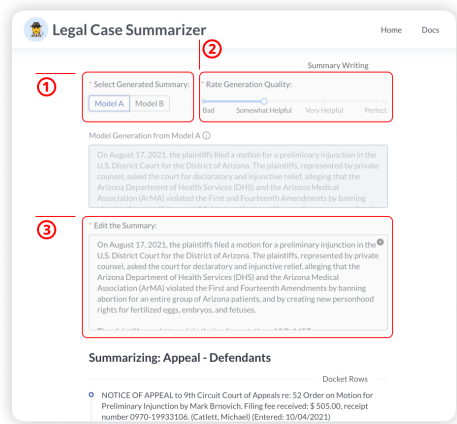 Legal Case Summarizer
Home Docs
②
Summary Writing
①
* Select Generated Summary:
* Rate Generation Quality:
Model A Model B
Bad Somewhat Helpful Very Helpful Perfect
Model Generation from Model A
On August 17, 2021, the plaintiffs filed a motion for a preliminary injunction in the
U.S. District Court for the District of Arizona. The plaintiffs, represented by private
counsel, asked the court for declaratory and injunctive relief, alleging that the
Arizona Department of Health Services (DHS) and the Arizona Medical
Association (ArMA) violated the First and Fourteenth Amendments by banning
③
* Edit the Summary:
On August 17, 2021, the plaintiffs filed a motion for a preliminary injunction in the
U.S. District Court for the District of Arizona. The plaintiffs, represented by private
counsel, asked the court for declaratory and injunctive relief, alleging that the
Arizona Department of Health Services (DHS) and the Arizona Medical
Association (ArMA) violated the First and Fourteenth Amendments by banning
abortion for an entire group of Arizona patients, and by creating new personhood
rights for fertilized eggs, embryos, and fetuses.
Summarizing: Appeal - Defendants
Docket Rows
NOTICE OF APPEAL to 9th Circuit Court of Appeals re: 52 Order on Motion for
Preliminary Injunction by Mark Brnovich. Filing fee received: $ 505.00, receipt
number 0970-19933106. (Catlett, Michael) (Entered: 10/04/2021)